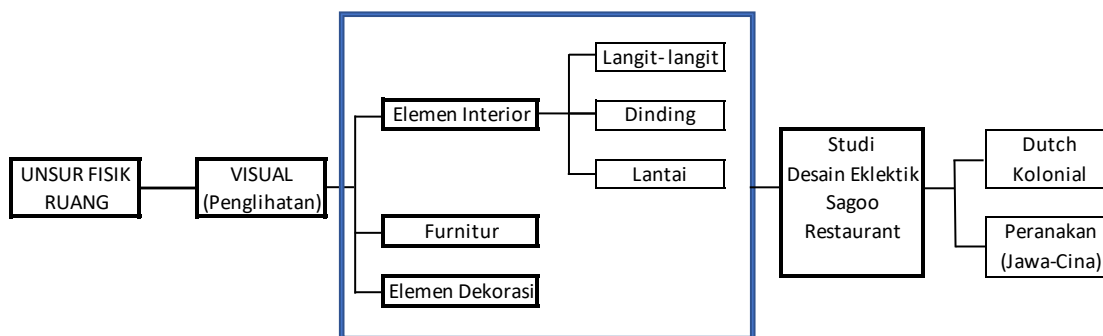 UNSUR FISIK
RUANG
VISUAL
(Penglihatan)
Elemen Interior
Furnitur
Elemen Dekorasi
Langit- langit
Dinding
Lantai
Studi
Desain Eklektik
Sagoo
Restaurant
Dutch
Kolonial
Peranakan
(Jawa-Cina)